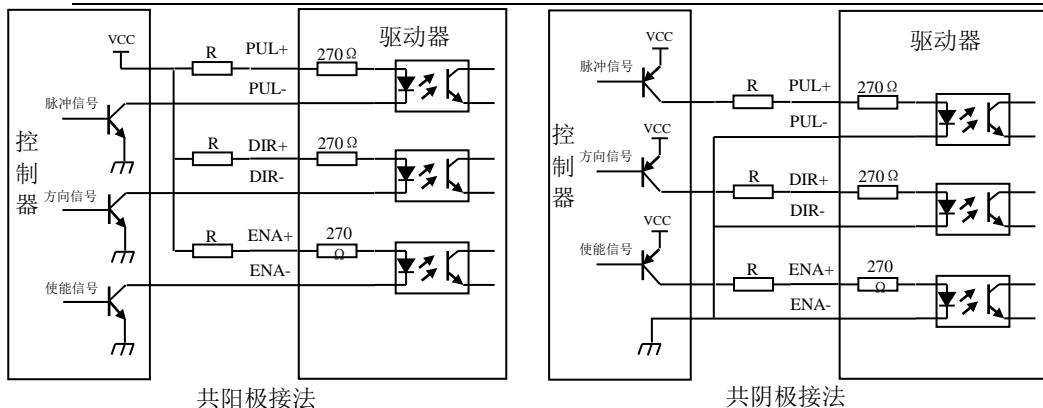 VCC
R
PUL+
270Ω
驱动器
PUL-
脉冲信号
控制器
R
DIR+
270Ω
DIR-
方向信号
R
ENA+
270
Ω
ENA-
使能信号
共阳极接法
VCC
脉冲信号
R
PUL+
270Ω
驱动器
PUL-
控制器
VCC
方向信号
R
DIR+
270Ω
DIR-
VCC
使能信号
R
ENA+
270
Ω
ENA-
共阴极接法